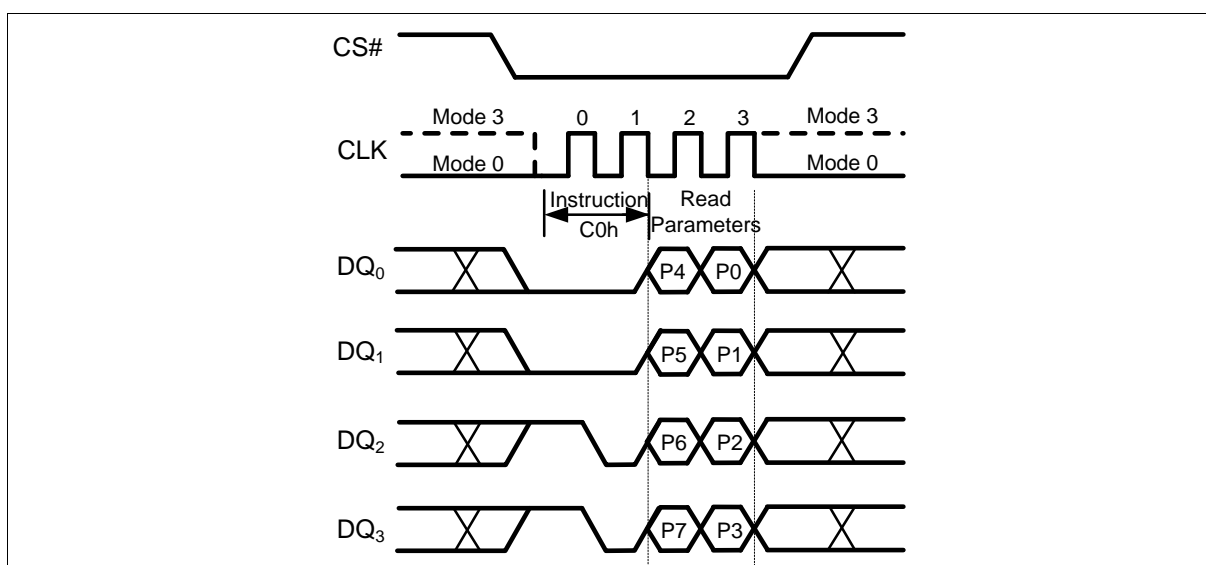 CS#
Mode 3 0 1 2 3 Mode 3
CLK
Mode 0 Mode 0
Instruction Read
C0h Parameters
DQ0 P4 P0
DQ1 P5 P1
DQ2 P6 P2
DQ3 P7 P3